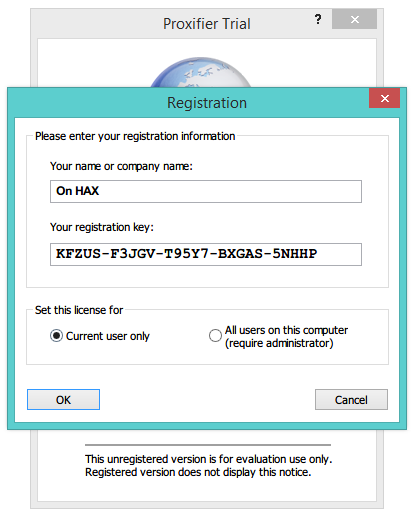 Proxifier Trial
?
Registration
Please enter your registration information
Your name or company name:
On HAX
Your registration key:
KFZUS-F3JGV-T95Y7-BXGAS-5NHHP
Set this license for
Current user only
All users on this computer
(require administrator)
OK
Cancel
This unregistered version is for evaluation use only.
Registered version does not display this notice.